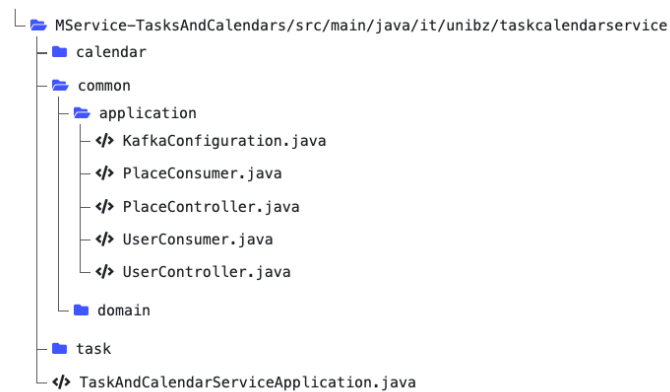 MService-TasksAndCalendars/src/main/java/it/unibz/taskcalendarservice
calendar
common
application
</> KafkaConfiguration.java
</> PlaceConsumer.java
</> PlaceController.java
</> UserConsumer.java
</> UserController.java
domain
task
</> TaskAndCalendarServiceApplication.java